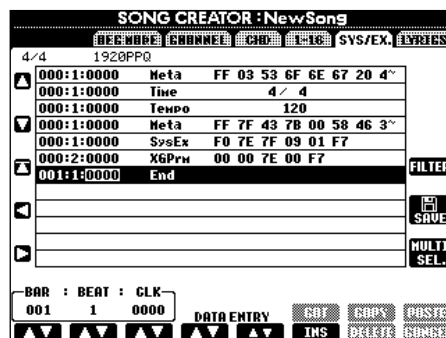 SONG CREATOR : NewSong
CHD 1-16 SYS/EX. LYRICS
4/4 1920PPQ
000:1:0000 Meta FF 03 53 6F 6E 67 20 4~
000:1:0000 Time 4/ 4
000:1:0000 Tempo 120
000:1:0000 Meta FF 7F 43 7B 00 58 46 3~
000:1:0000 SysEx F0 7E 7F 09 01 F7
000:2:0000 XGPrm 00 00 7E 00 F7
001:1:0000 End
FILTER
SAVE
MULTI
SEL.
BAR : BEAT : CLK
001 1 0000
DATA ENTRY
CUT COPY PASTE
INS DELETE CANCEL